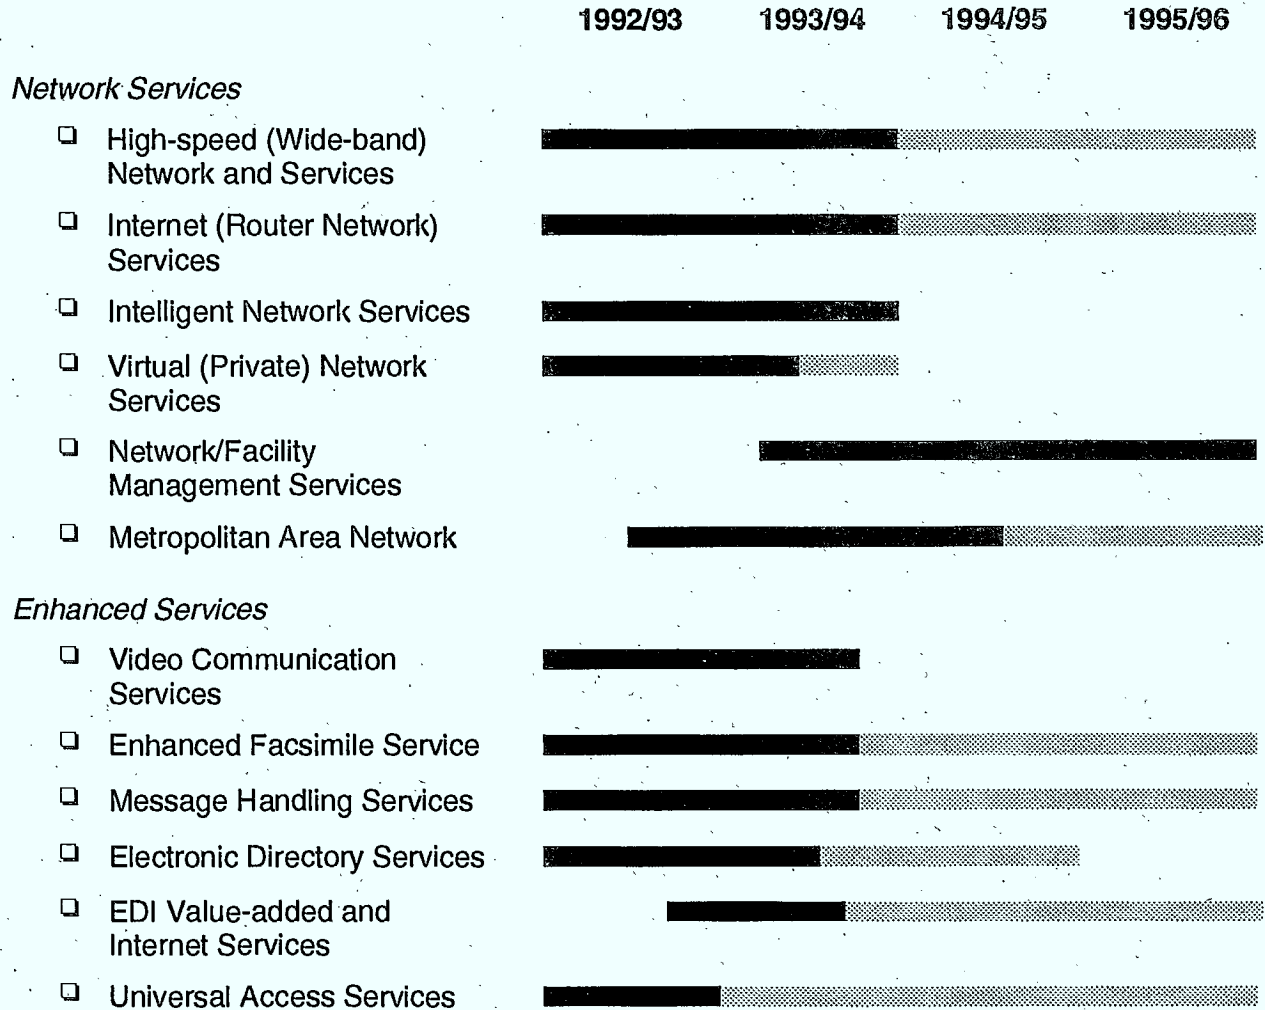 1992/93 1993/94 1994/95 1995/96
Network Services
High-speed (Wide-band)
Network and Services
Internet (Router Network)
Services
Intelligent Network Services
Virtual (Private) Network
Services
Network/Facility
Management Services
Metropolitan Area Network
Enhanced Services
Video Communication
Services
Enhanced Facsimile Service
Message Handling Services
Electronic Directory Services
EDI Value-added and
Internet Services
Universal Access Services